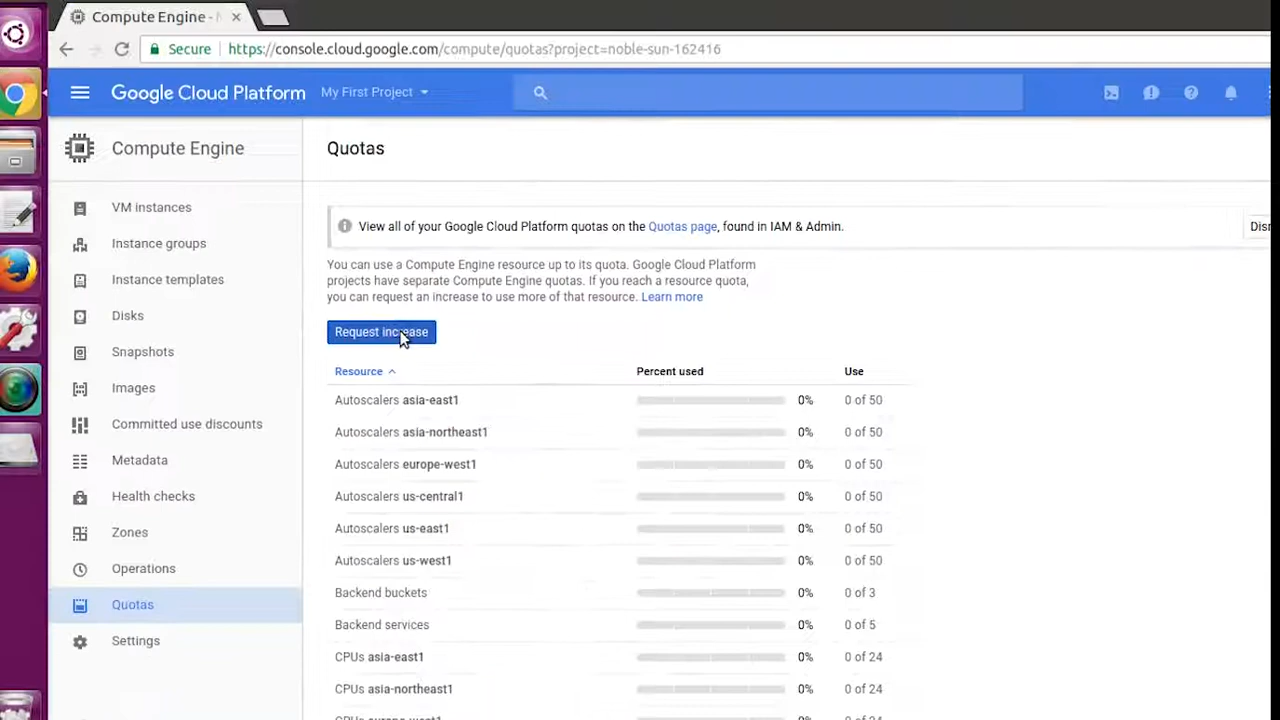 Compute Engine -
Secure https://console.cloud.google.com/compute/quotas?project=noble-sun-162416
Google Cloud Platform My First Project
Compute Engine
Quotas
VM instances
Instance groups
Instance templates
Disks
Snapshots
Images
Committed use discounts
Metadata
Health checks
Zones
Operations
Quotas
Settings
View all of your Google Cloud Platform quotas on the Quotas page, found in IAM & Admin.
You can use a Compute Engine resource up to its quota. Google Cloud Platform
projects have separate Compute Engine quotas. If you reach a resource quota,
you can request an increase to use more of that resource. Learn more
Request increase
Resource Percent used Use
Autoscalers asia-east1 0% 0 of 50
Autoscalers asia-northeast1 0% 0 of 50
Autoscalers europe-west1 0% 0 of 50
Autoscalers us-central1 0% 0 of 50
Autoscalers us-east1 0% 0 of 50
Autoscalers us-west1 0% 0 of 50
Backend buckets 0% 0 of 3
Backend services 0% 0 of 5
CPUs asia-east1 0% 0 of 24
CPUs asia-northeast1 0% 0 of 24